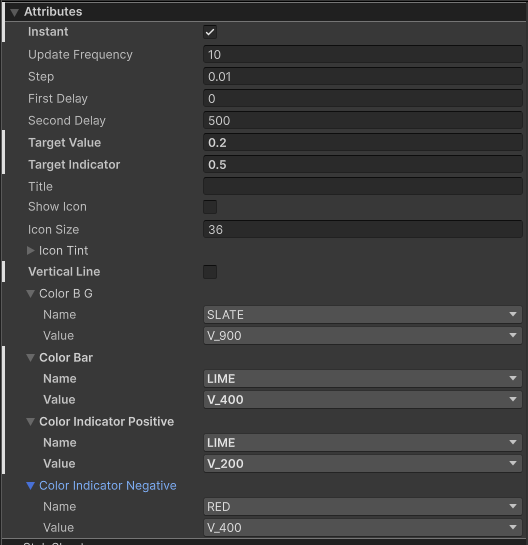 Attributes
Instant
Update Frequency 10
Step 0.01
First Delay 0
Second Delay 500
Target Value 0.2
Target Indicator 0.5
Title
Show Icon
Icon Size 36
Icon Tint
Vertical Line
Color B G
Name SLATE
Value V_900
Color Bar
Name LIME
Value V_400
Color Indicator Positive
Name LIME
Value V_200
Color Indicator Negative
Name RED
Value V_400